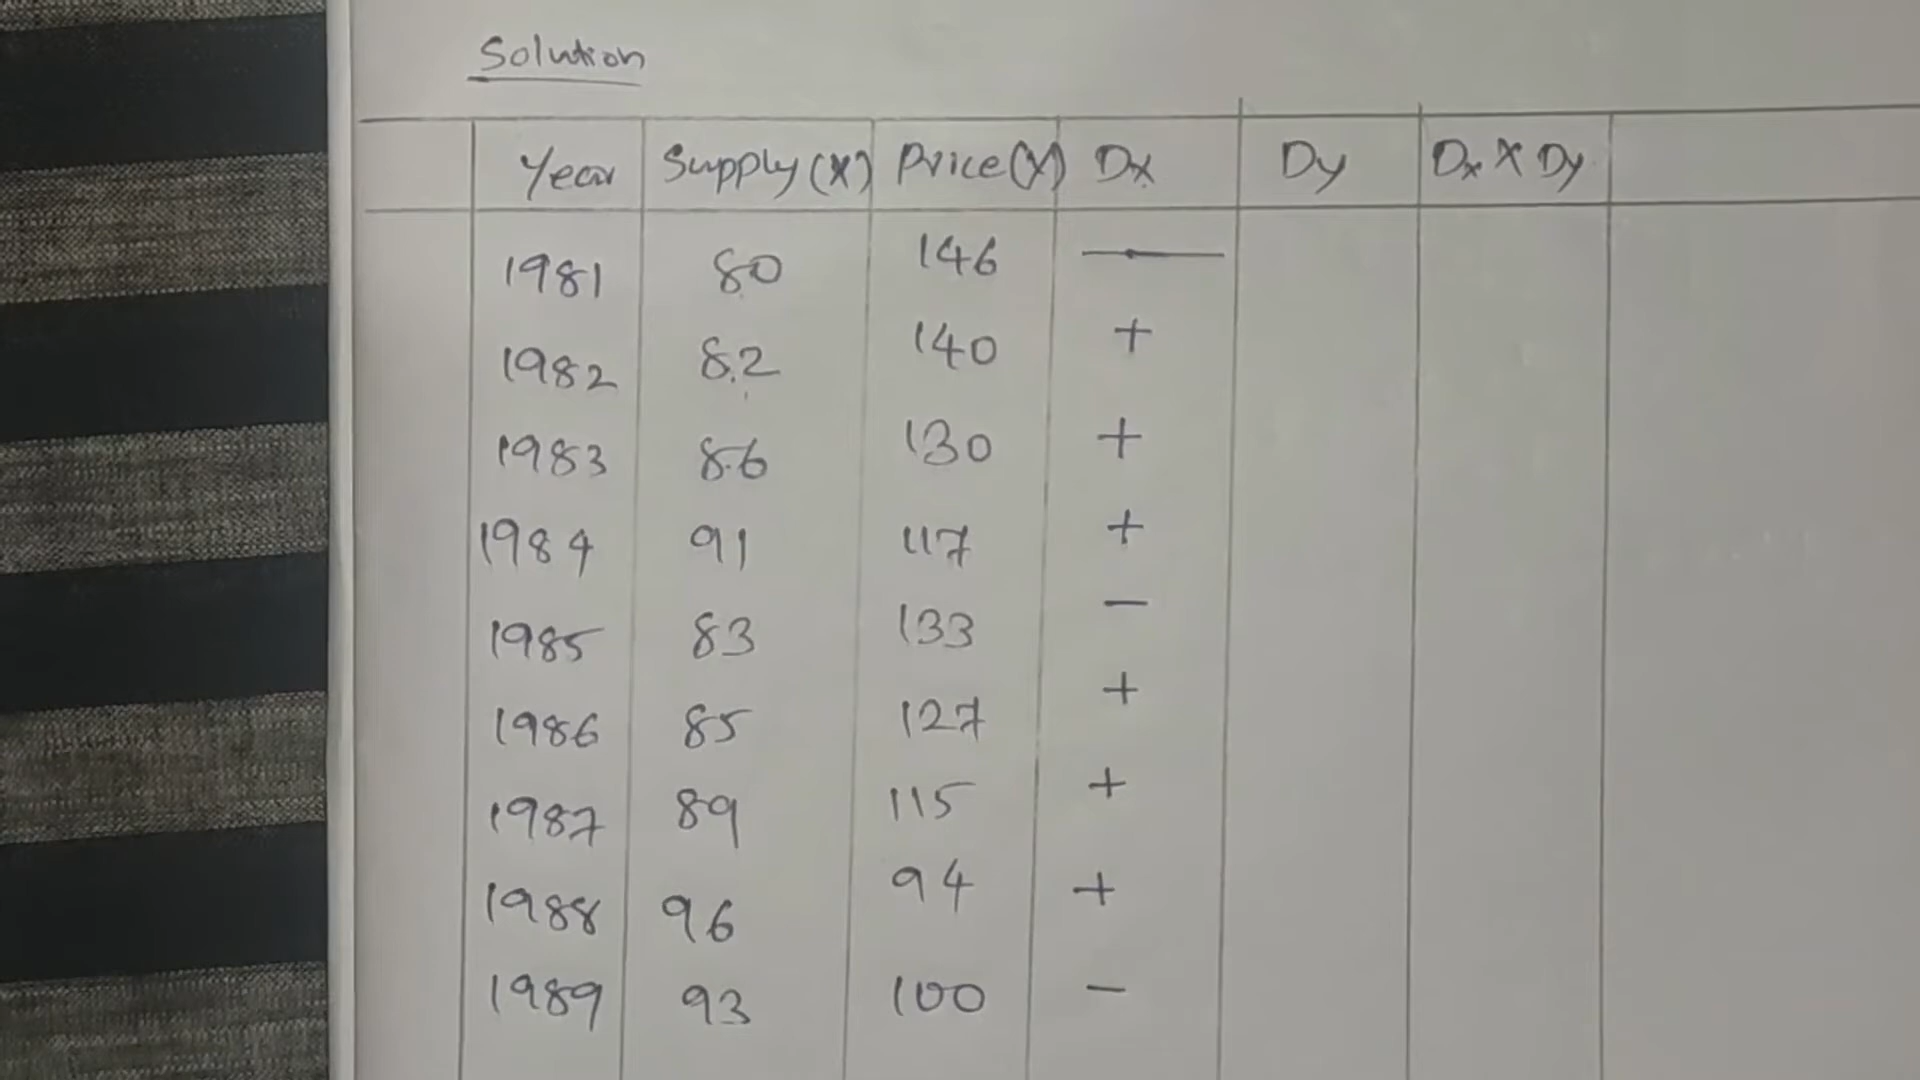 Solution
Year Supply (X) Price (Y) Dx Dy Dx X Dy
1981 80 146 —
1982 82 140 +
1983 86 130 +
1984 91 117 +
1985 83 133 -
1986 85 127 +
1987 89 115 +
1988 96 94 +
1989 93 100 -